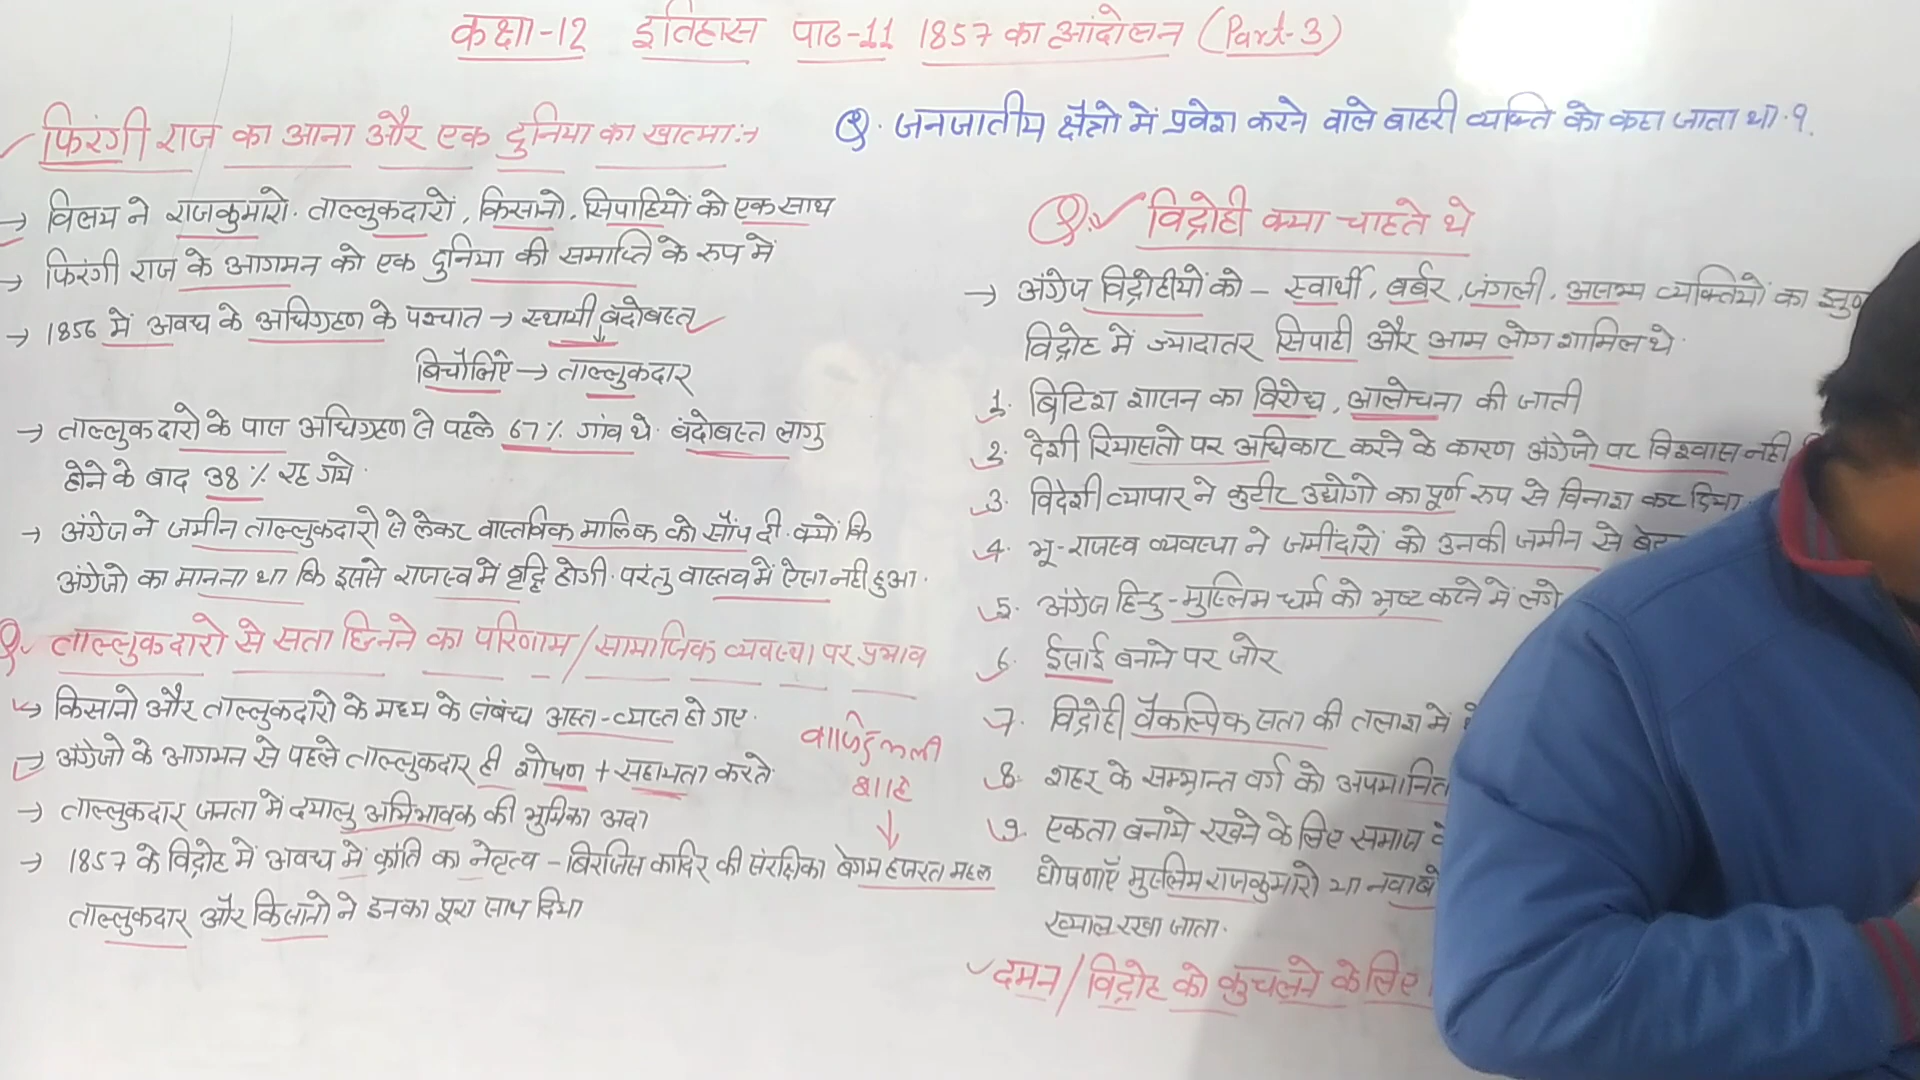 कक्षा-12 इतिहास पाठ-11 1857 का आंदोलन (Part-3)
फिरंगी राज का आना और एक दुनिया का खात्मा:→
→ विलय ने राजकुमारो. ताल्लुकदारों, किसानो, सिपाहियों को एक साथ
→ फिरंगी राज के आगमन को एक दुनिया की समाप्ति के रुप में
→ 1856 में अवध के अधिग्रहण के पश्चात → स्थायी बंदोबस्त
बिचौलिए → ताल्लुकदार
→ ताल्लुकदारो के पास अधिग्रहण से पहले 67% गांव थे. बंदोबस्त लागु
होने के बाद 38% रह गये.
→ अंग्रेज ने जमीन ताल्लुकदारो से लेकर वास्तविक मालिक को सौंप दी. क्यों कि
अंग्रेजो का मानना था कि इससे राजस्व में वृद्धि होगी. परंतु वास्तव में ऐसा नही हुआ.
Q. ताल्लुकदारो से सता छिनने का परिणाम/सामाजिक व्यवस्था पर प्रभाव
→ किसानो और ताल्लुकदारो के मध्य के संबंध अस्त-व्यस्त हो गए.
→ अंग्रेजो के आगमन से पहले ताल्लुकदार ही शोषण + सहायता करते
→ ताल्लुकदार जनता में दयालु अभिभावक की भुमिका अदा
→ 1857 के विद्रोह में अवध में क्रांति का नेतृत्व - बिरजिस कादिर की संरक्षिका बेगम हजरत महल
ताल्लुकदार और किसानो ने इनका पूरा साथ दिया
शाह
↓
Q. जनजातीय क्षेत्रो में प्रवेश करने वाले बाहरी व्यक्ति को कहा जाता था.?
Q. विद्रोही क्या चाहते थे
→ अंग्रेज विद्रोहीयों को - स्वार्थी, बर्बर, जंगली, असभ्य व्यक्तियों का
विद्रोह में ज्यादातर सिपाही और आम लोग शामिल थे.
1. ब्रिटिश शासन का विरोध, आलोचना की जाती
2. देशी रियासतो पर अधिकार करने के कारण अंग्रेजो पर विश्वास नही
3. विदेशी व्यापार ने कुटीर उद्योगो का पूर्ण रुप से विनाश कर दिया
4. भू-राजस्व व्यवस्था ने जमींदारों को उनकी जमीन से
5. अंग्रेज हिन्दु-मुस्लिम धर्म को भ्रष्ट करने में लगे
6. ईसाई बनाने पर जोर
7. विद्रोही वैकल्पिक सता की तलाश में
8. शहर के सम्भ्रान्त वर्ग को अपमानित
9. एकता बनाये रखने के लिए समाज
घोषणाएँ मुस्लिम राजकुमारो या
ख्याल रखा जाता.
दमन/विद्रोह को कुचलने के लिए